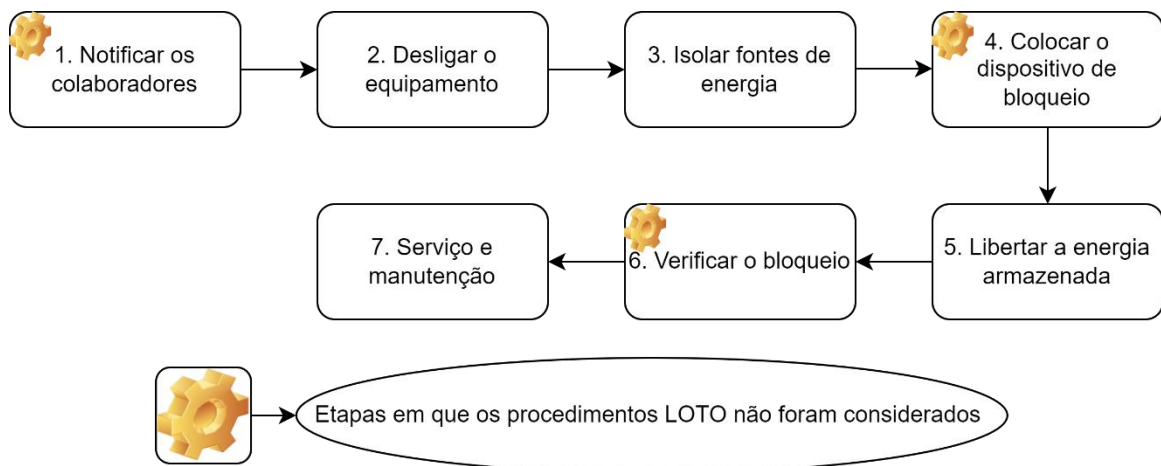 1. Notificar os
colaboradores
2. Desligar o
equipamento
3. Isolar fontes de
energia
4. Colocar o
dispositivo de
bloqueio
5. Libertar a energia
armazenada
6. Verificar o bloqueio
7. Serviço e
manutenção
Etapas em que os procedimentos LOTO não foram considerados